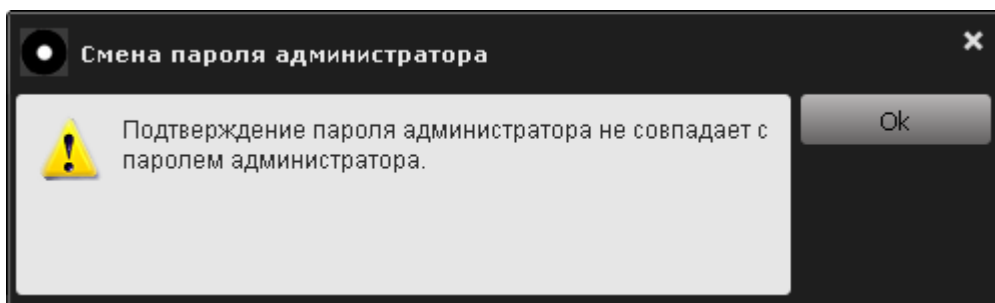 Смена пароля администратора
Подтверждение пароля администратора не совпадает с
паролем администратора.
Ok